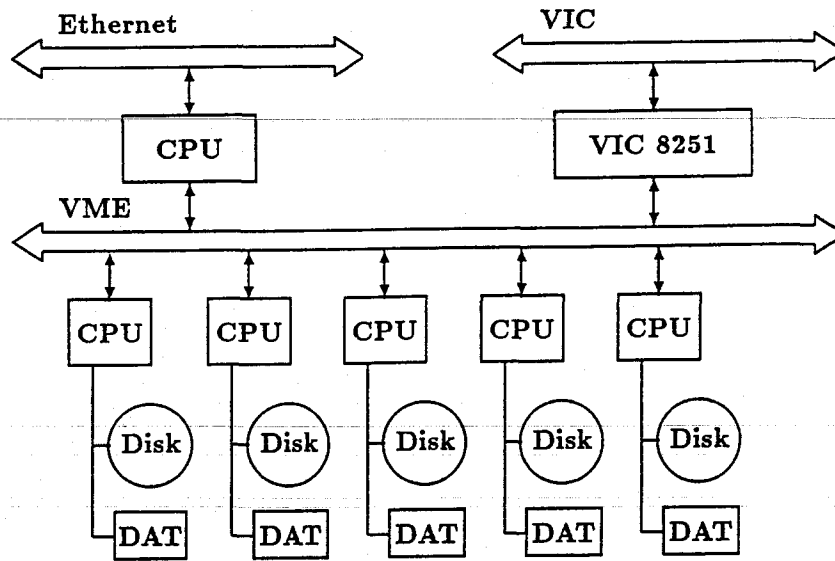 Ethernet VIC
CPU VIC 8251
VME
CPU CPU CPU CPU CPU
Disk Disk Disk Disk Disk
DAT DAT DAT DAT DAT